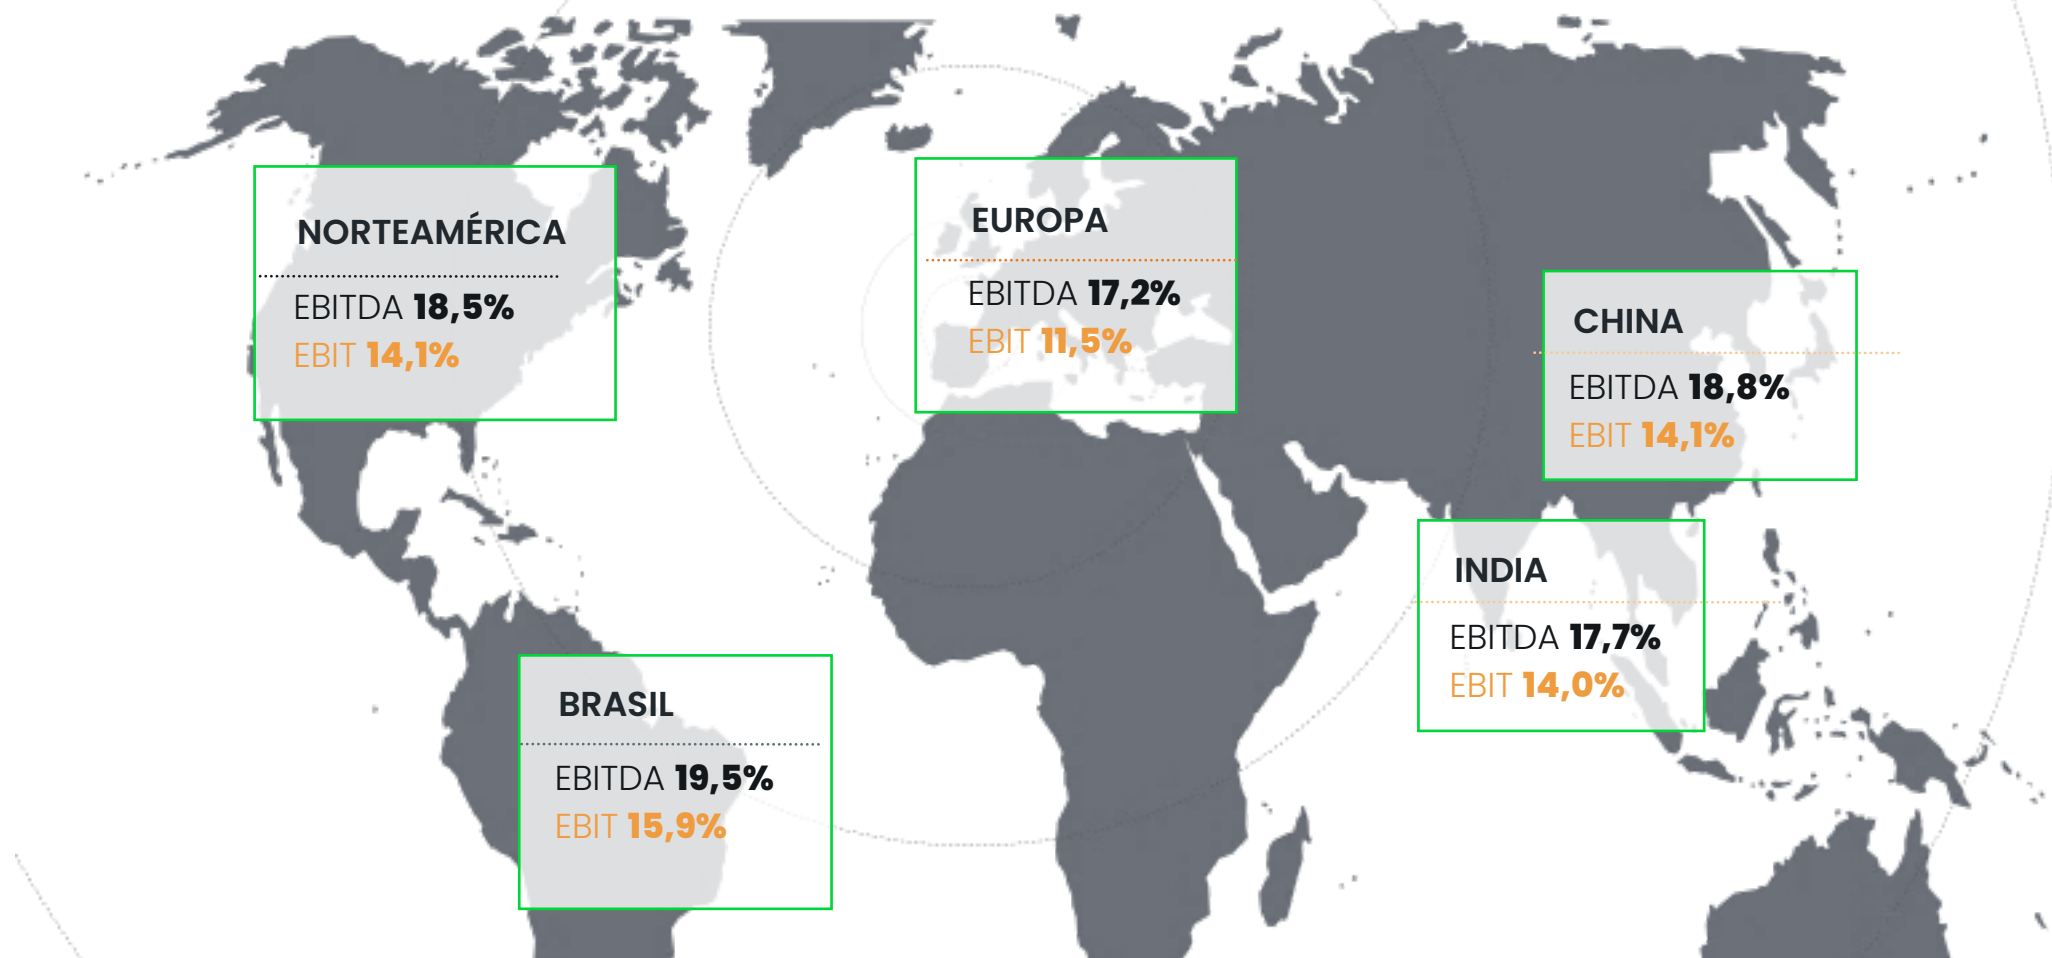 NORTEAMÉRICA
EBITDA 18,5%
EBIT 14,1%
EUROPA
EBITDA 17,2%
EBIT 11,5%
CHINA
EBITDA 18,8%
EBIT 14,1%
INDIA
EBITDA 17,7%
EBIT 14,0%
BRASIL
EBITDA 19,5%
EBIT 15,9%